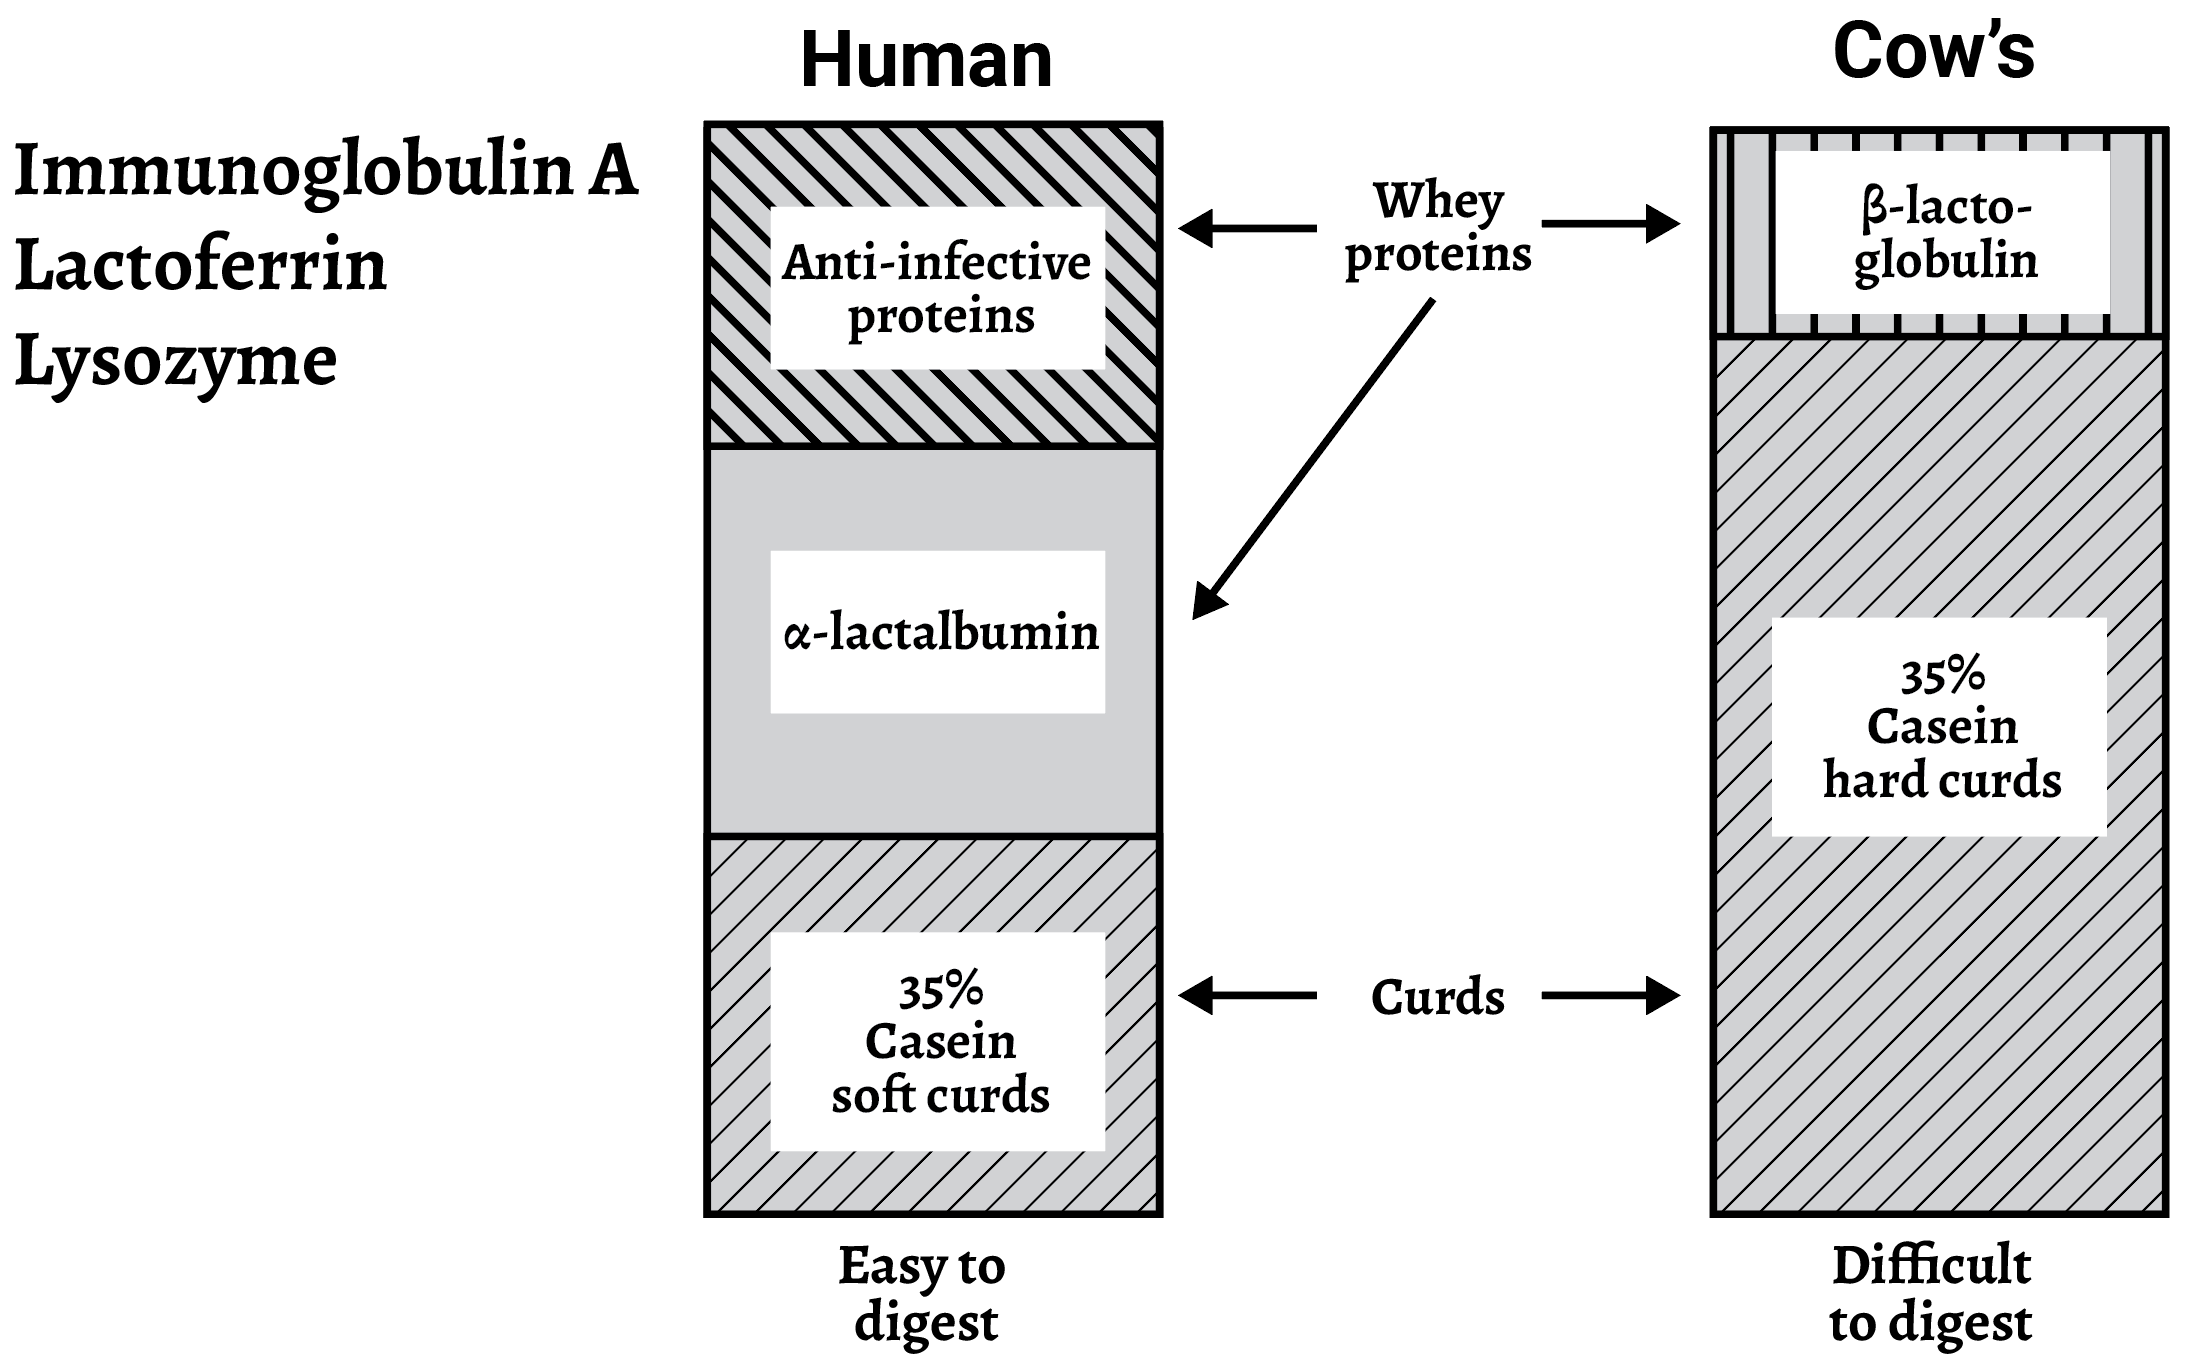 Human
Cow’s
Immunoglobulin A
Lactoferrin
Lysozyme
Anti-infective
proteins
α-lactalbumin
35%
Casein
soft curds
Easy to
digest
Whey
proteins
Curds
β-lacto-
globulin
35%
Casein
hard curds
Difficult
to digest